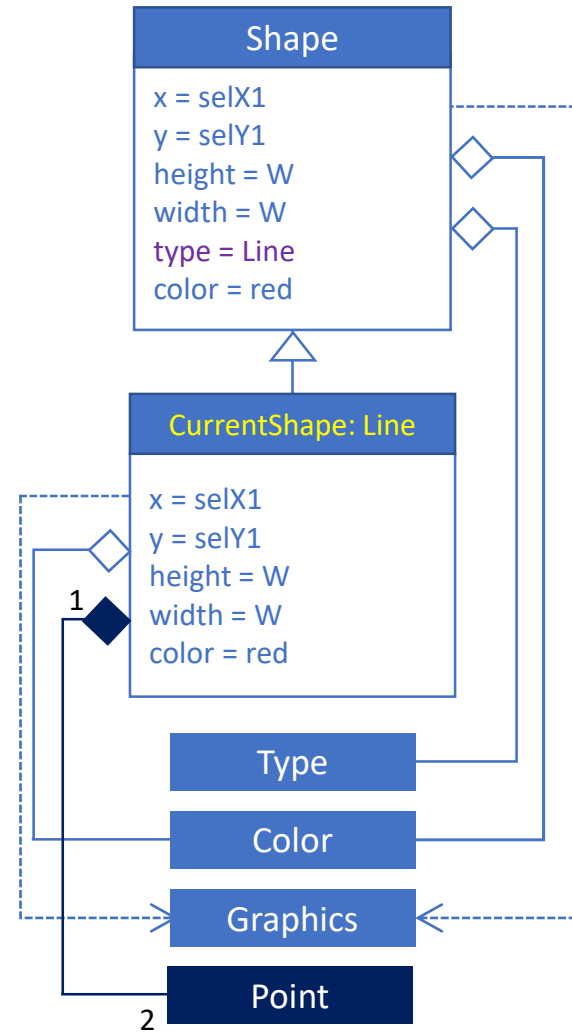 Shape
x = selX1
y = selY1
height = W
width = W
type = Line
color = red
CurrentShape: Line
x = selX1
y = selY1
height = W
width = W
color = red
1
Type
Color
Graphics
Point
2